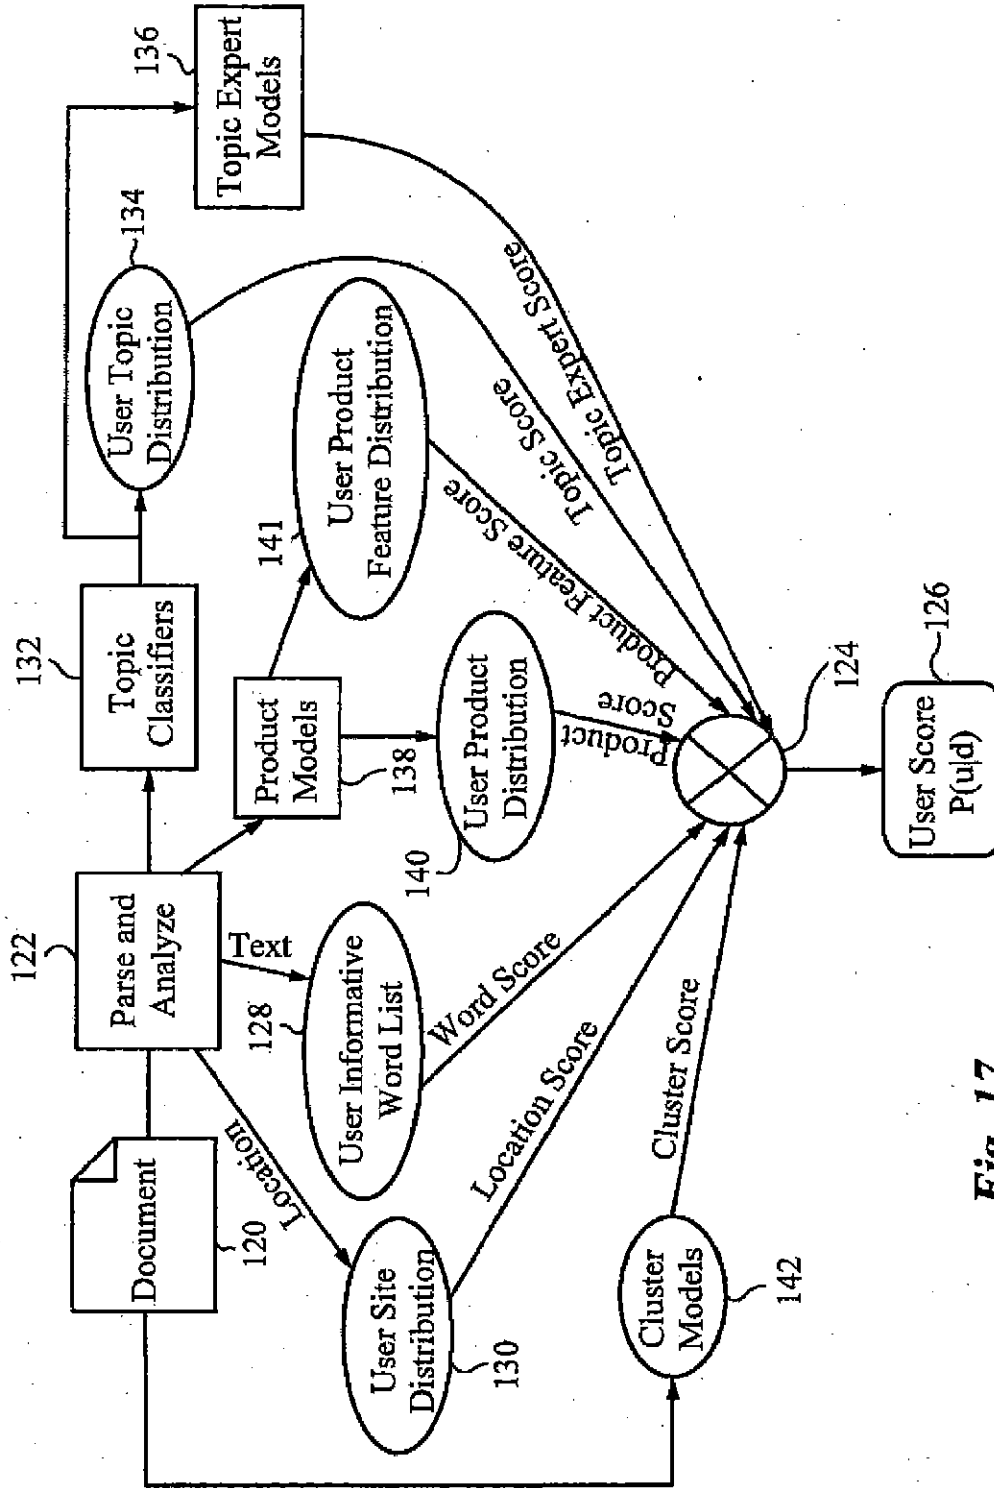 120
Document
122
Parse and
Analyze
132
Topic
Classifiers
User Topic
Distribution
134
136
Topic Expert
Models
Location
Text
128
User Informative
Word List
User Site
Distribution
130
Product
Models
138
141
User Product
Feature Distribution
140
User Product
Distribution
Cluster
Models
142
Cluster Score
Location Score
Word Score
Product
Score
Product Feature Score
Topic Score
Topic Expert Score
124
126
User Score
P(u|d)
Fig. 17